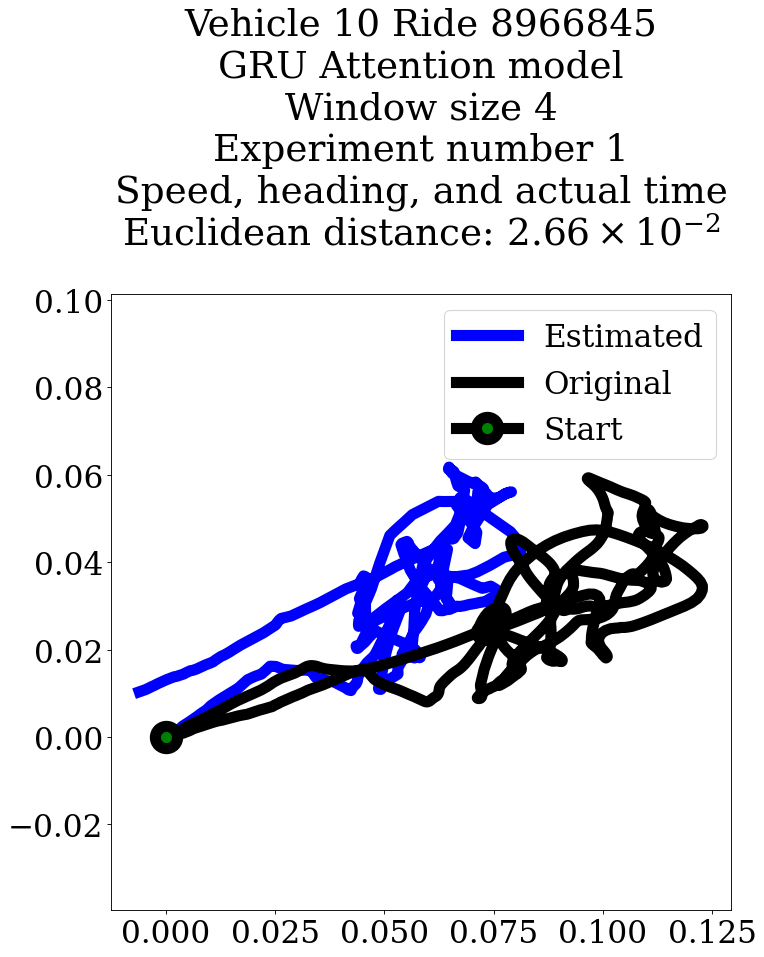 Vehicle 10 Ride 8966845
GRU Attention model
Window size 4
Experiment number 1
Speed, heading, and actual time
Euclidean distance: 2.66 × 10⁻²
0.10
Estimated
0.08
Original
Start
0.06
0.04
0.02
0.00
−0.02
0.000 0.025 0.050 0.075 0.100 0.125